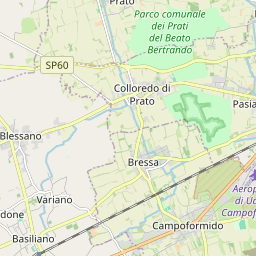 Prato
Parco comunale
dei Prati
del Beato
Bertrando
SP60
Colloredo di
Prato
Pasia
Blessano
Bressa
Variano
Aerop
di Ud
Campof
done
Basiliano
Campoformido